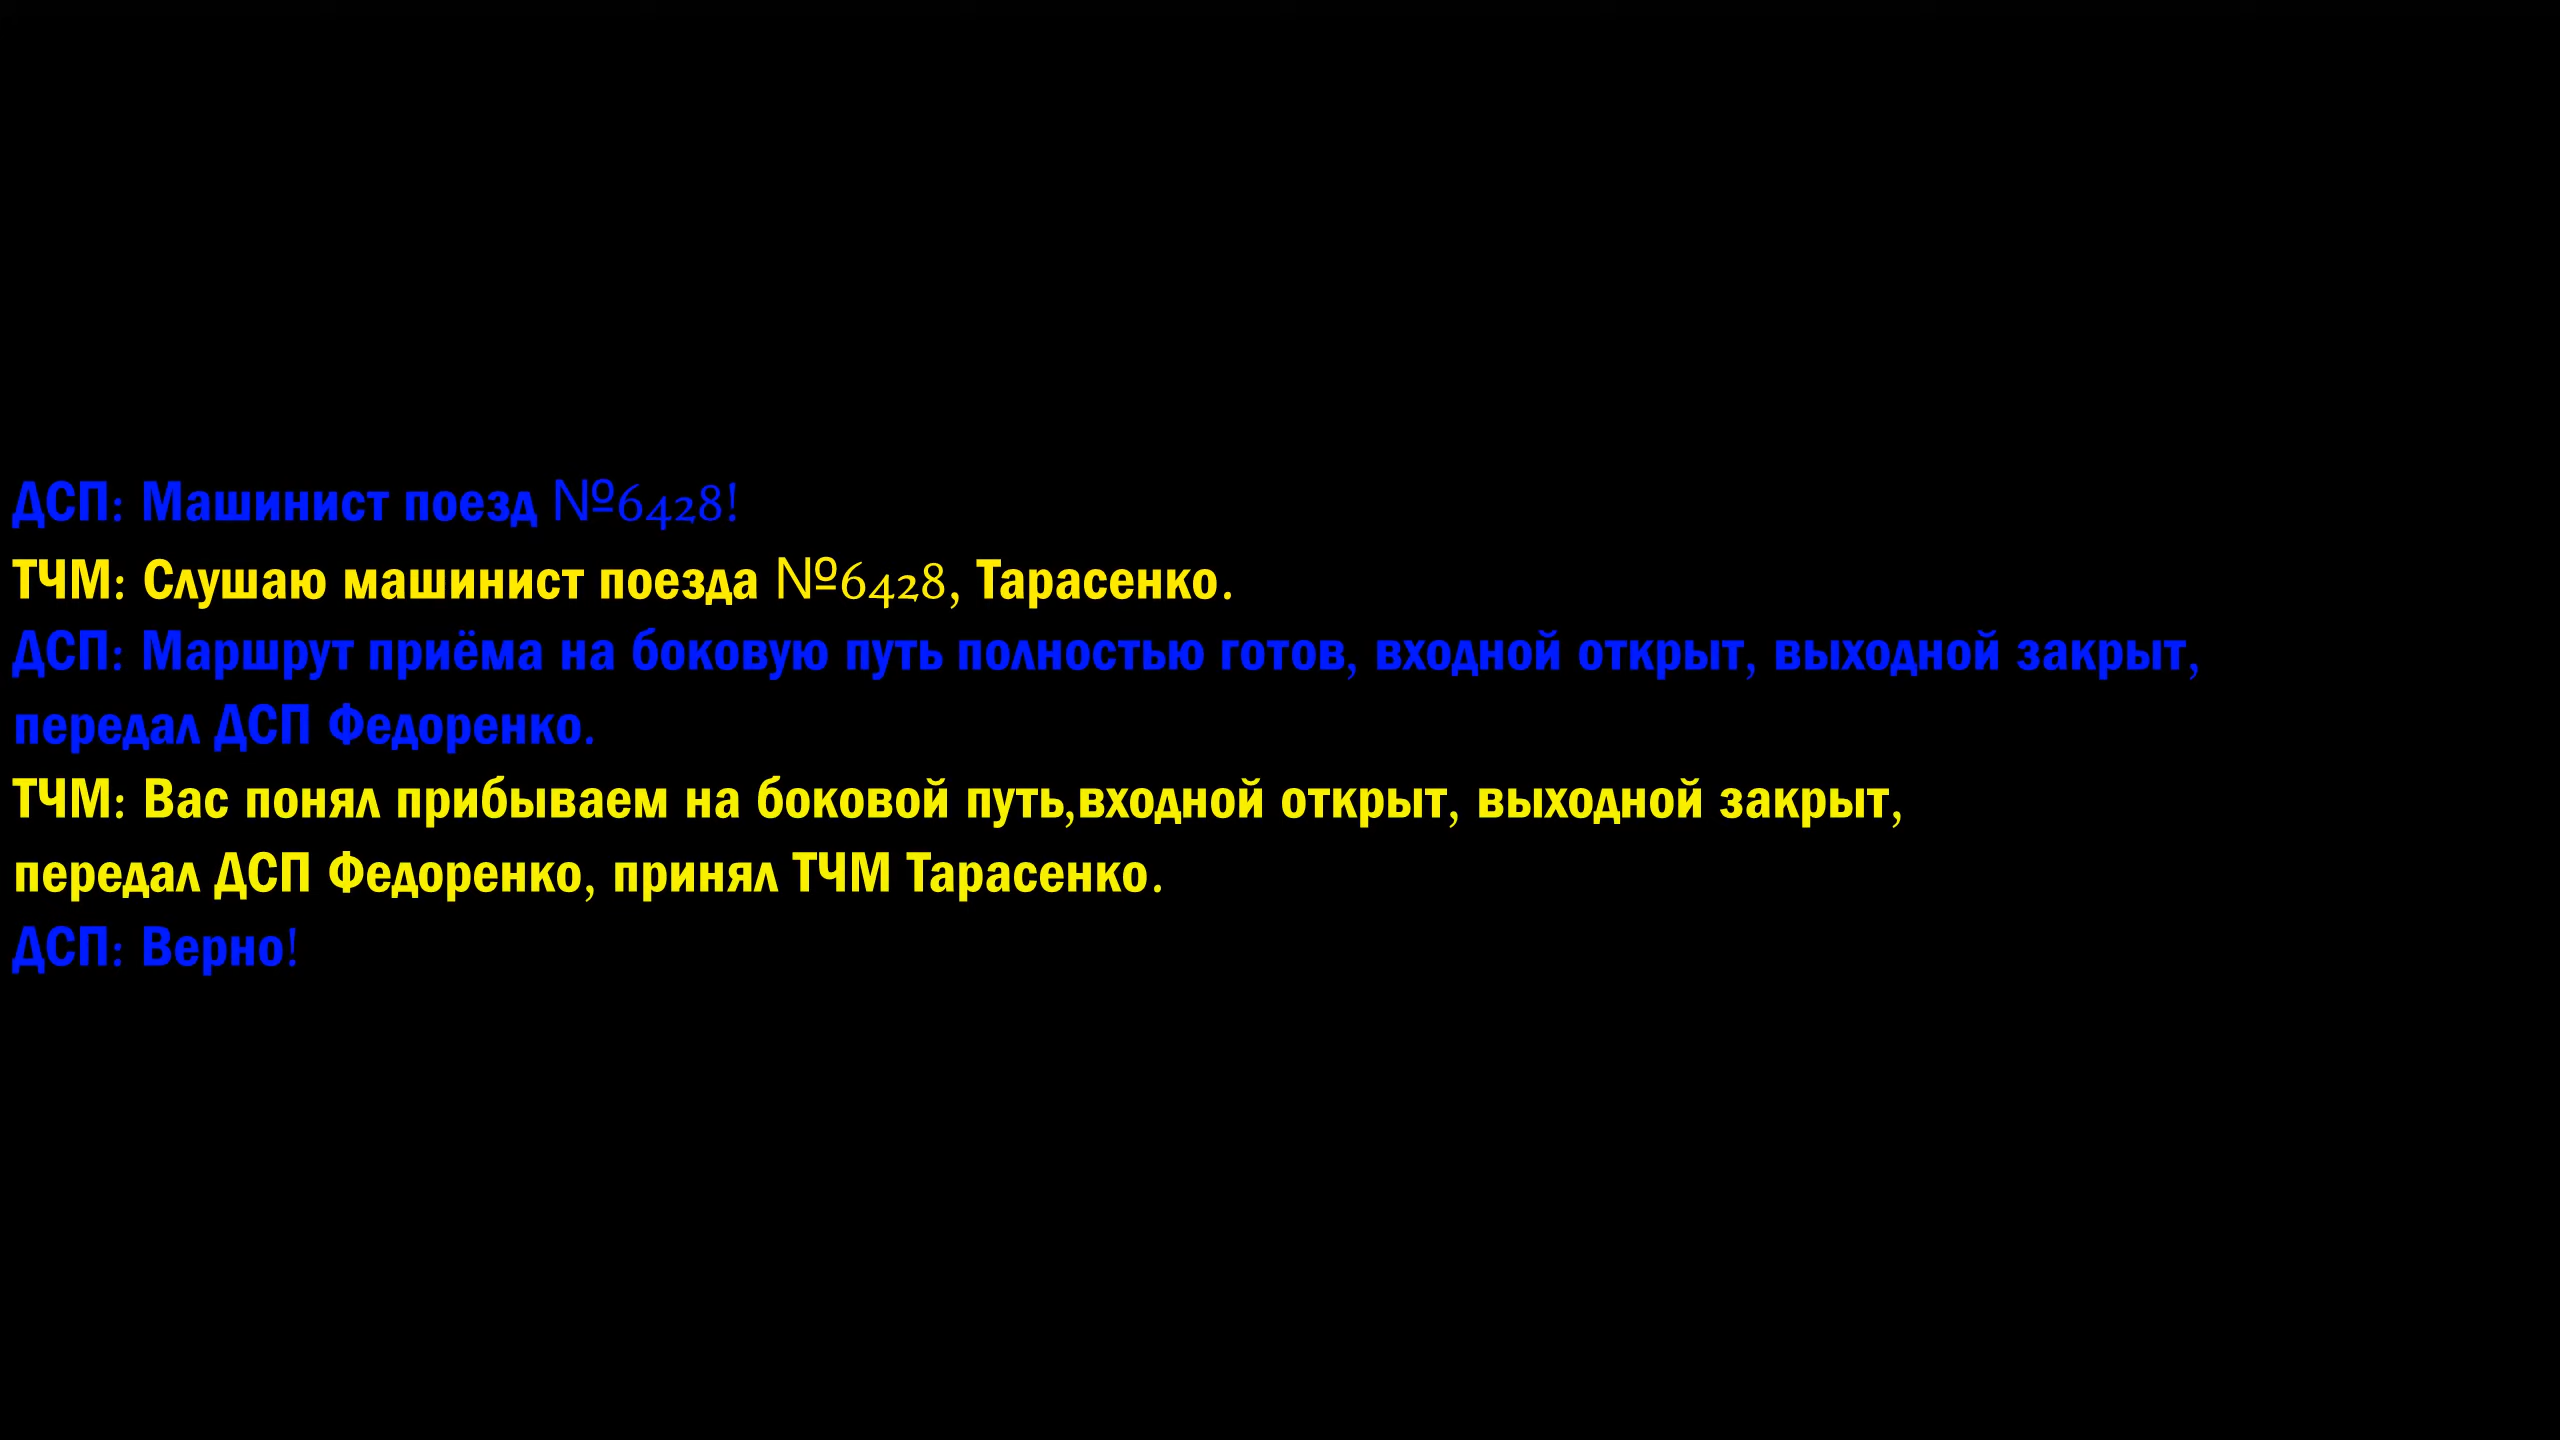 ДСП: Машинист поезд №6428!
ТЧМ: Слушаю машинист поезда №6428, Тарасенко.
ДСП: Маршрут приёма на боковую путь полностью готов, входной открыт, выходной закрыт,
передал ДСП Федоренко.
ТЧМ: Вас понял прибываем на боковой путь,входной открыт, выходной закрыт,
передал ДСП Федоренко, принял ТЧМ Тарасенко.
ДСП: Верно!